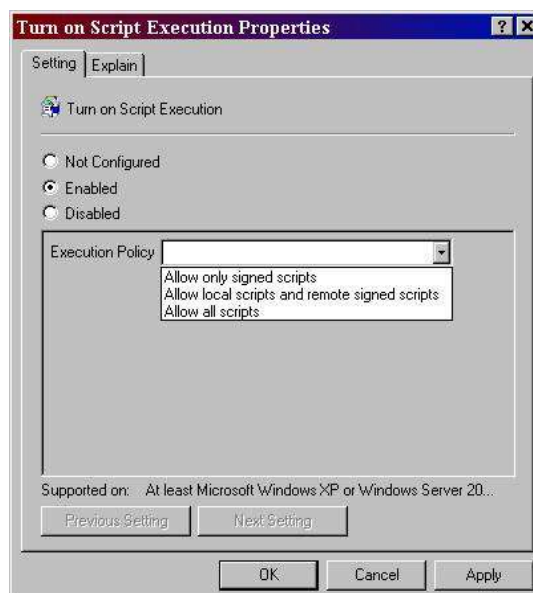 Turn on Script Execution Properties
Setting
Explain
Turn on Script Execution
Not Configured
Enabled
Disabled
Execution Policy
Allow only signed scripts
Allow local scripts and remote signed scripts
Allow all scripts
Supported on: At least Microsoft Windows XP or Windows Server 20...
Previous Setting
Next Setting
OK
Cancel
Apply